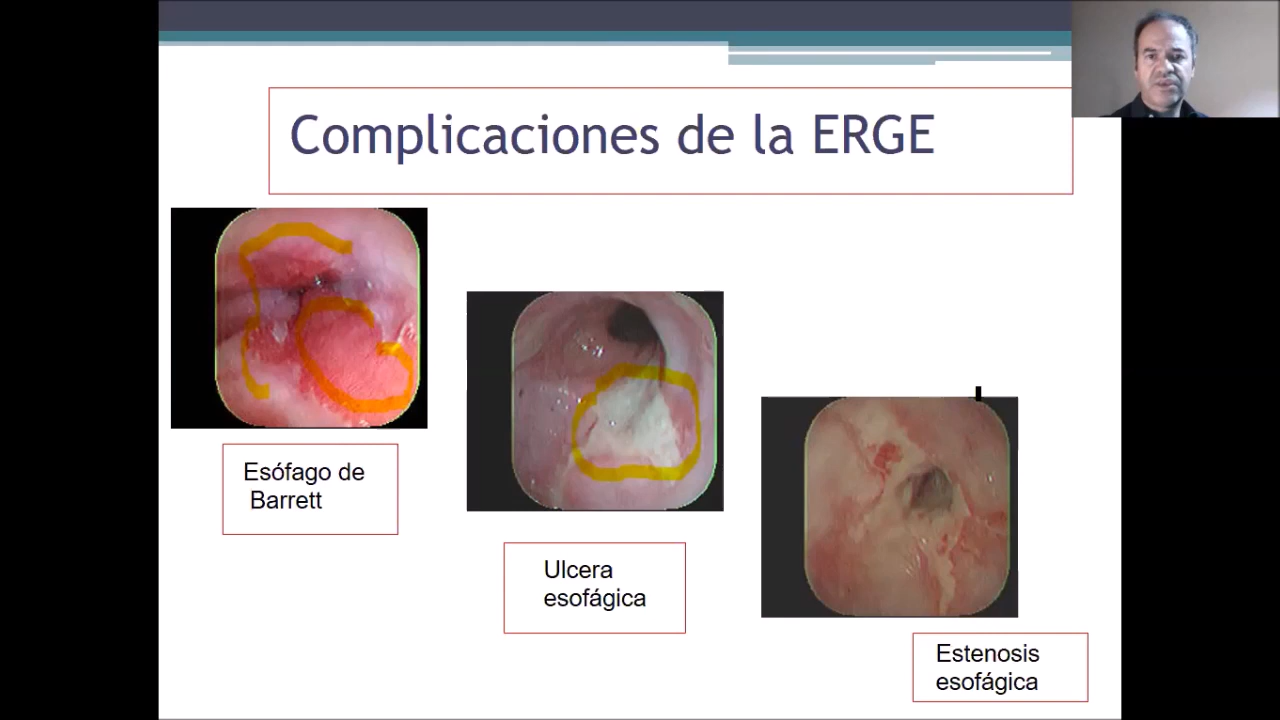 Complicaciones de la ERGE
Esófago de
Barrett
Ulcera
esofágica
Estenosis
esofágica